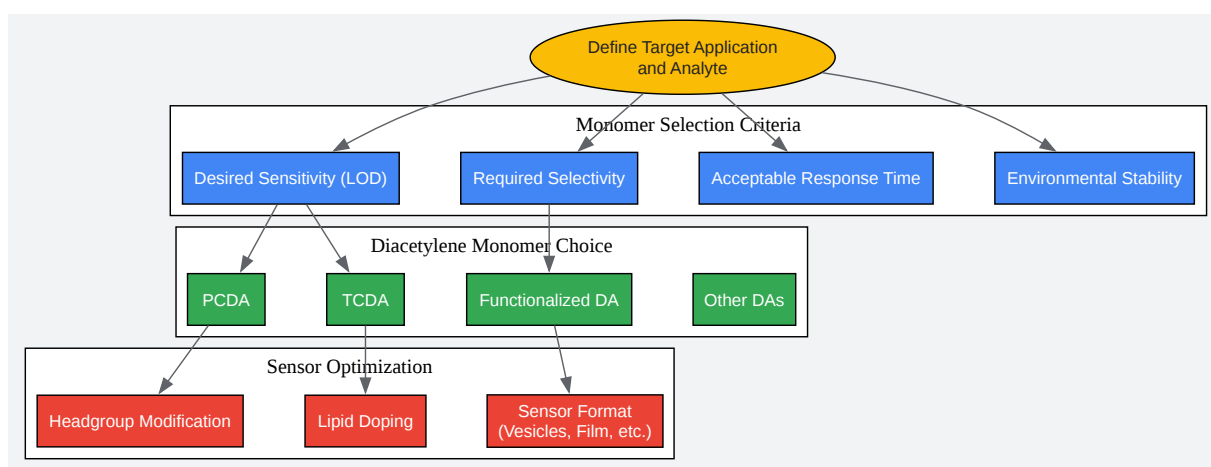 Define Target Application
and Analyte
Monomer Selection Criteria
Desired Sensitivity (LOD)
Required Selectivity
Acceptable Response Time
Environmental Stability
Diacetylene Monomer Choice
PCDA
TCDA
Functionalized DA
Other DAs
Sensor Optimization
Headgroup Modification
Lipid Doping
Sensor Format
(Vesicles, Film, etc.)